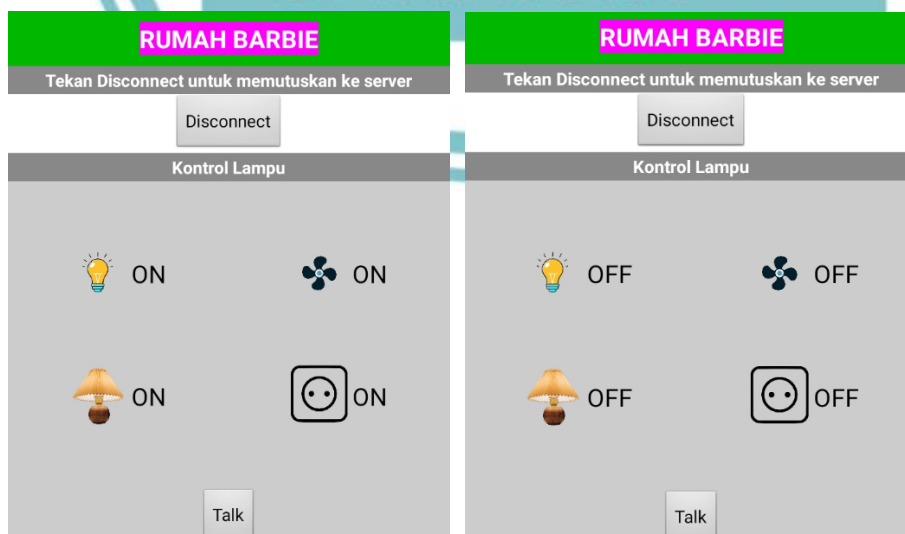 RUMAH BARBIE
Tekan Disconnect untuk memutuskan ke server
Disconnect
Kontrol Lampu
ON ON
ON ON
Talk
RUMAH BARBIE
Tekan Disconnect untuk memutuskan ke server
Disconnect
Kontrol Lampu
OFF OFF
OFF OFF
Talk